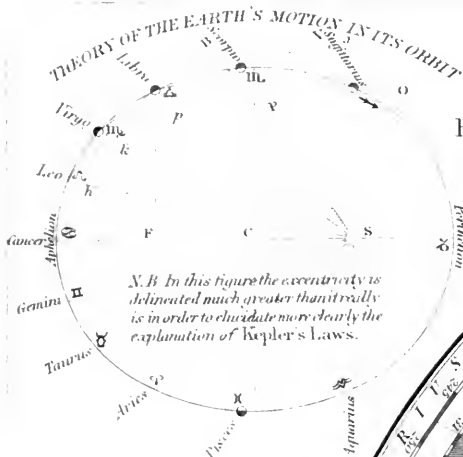 THEORY OF THE EARTH'S MOTION IN ITS ORBIT
Scorpio
Sagittarius
Libra
O
Virgo
p
k
Leo
h
Cancer
Aphelion
F
C
S
Perihelion
N.B In this figure the excentricity is
delineated much greater than it really
is in order to elucidate more clearly the
explanation of Kepler's Laws.
Gemini
Taurus
Aries
Pisces
Aquarius
R I U S